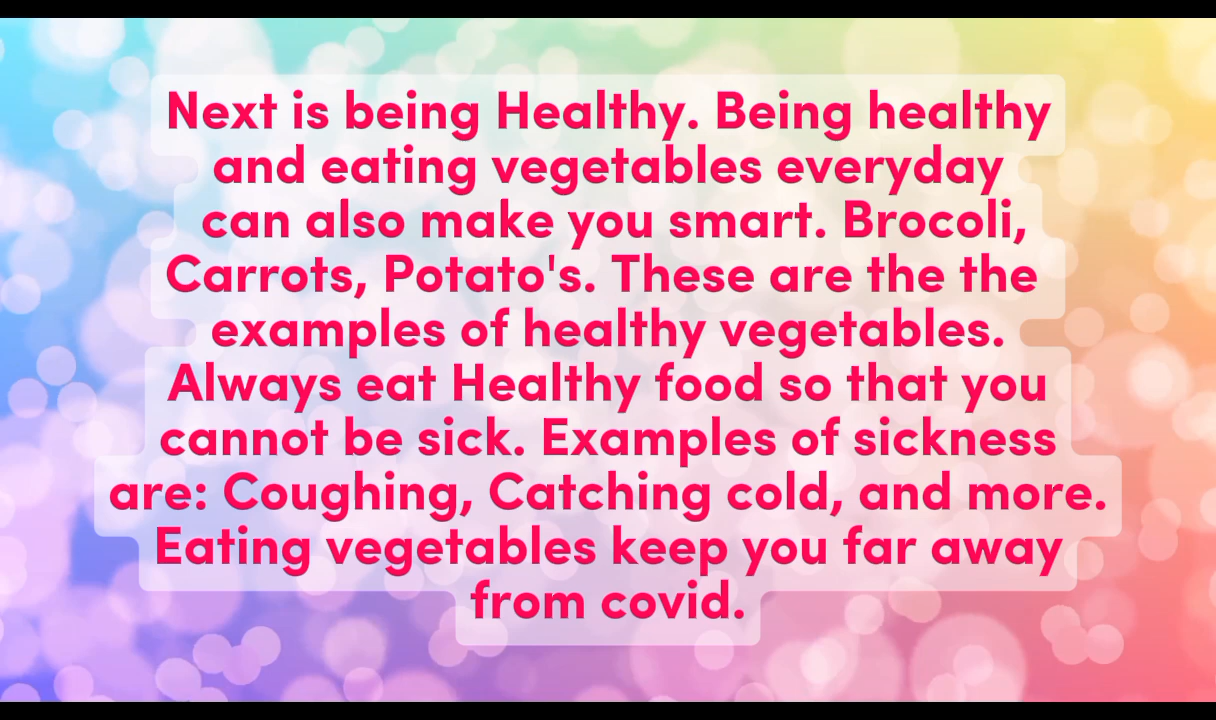 Next is being Healthy. Being healthy
and eating vegetables everyday
can also make you smart. Brocoli,
Carrots, Potato's. These are the the
examples of healthy vegetables.
Always eat Healthy food so that you
cannot be sick. Examples of sickness
are: Coughing, Catching cold, and more.
Eating vegetables keep you far away
from covid.